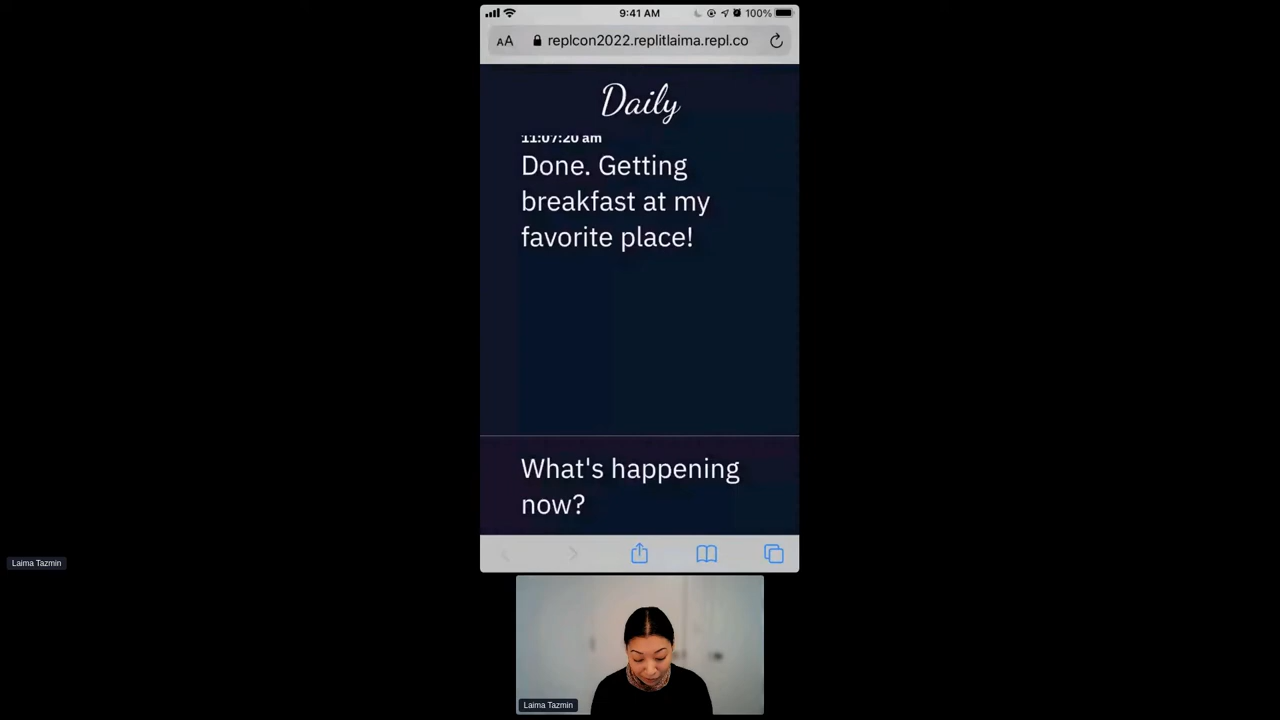 9:41 AM
100%
AA
replcon2022.replitlaima.repl.co
Daily
11:07:20 am
Done. Getting
breakfast at my
favorite place!
What's happening
now?
Laima Tazmin
Laima Tazmin